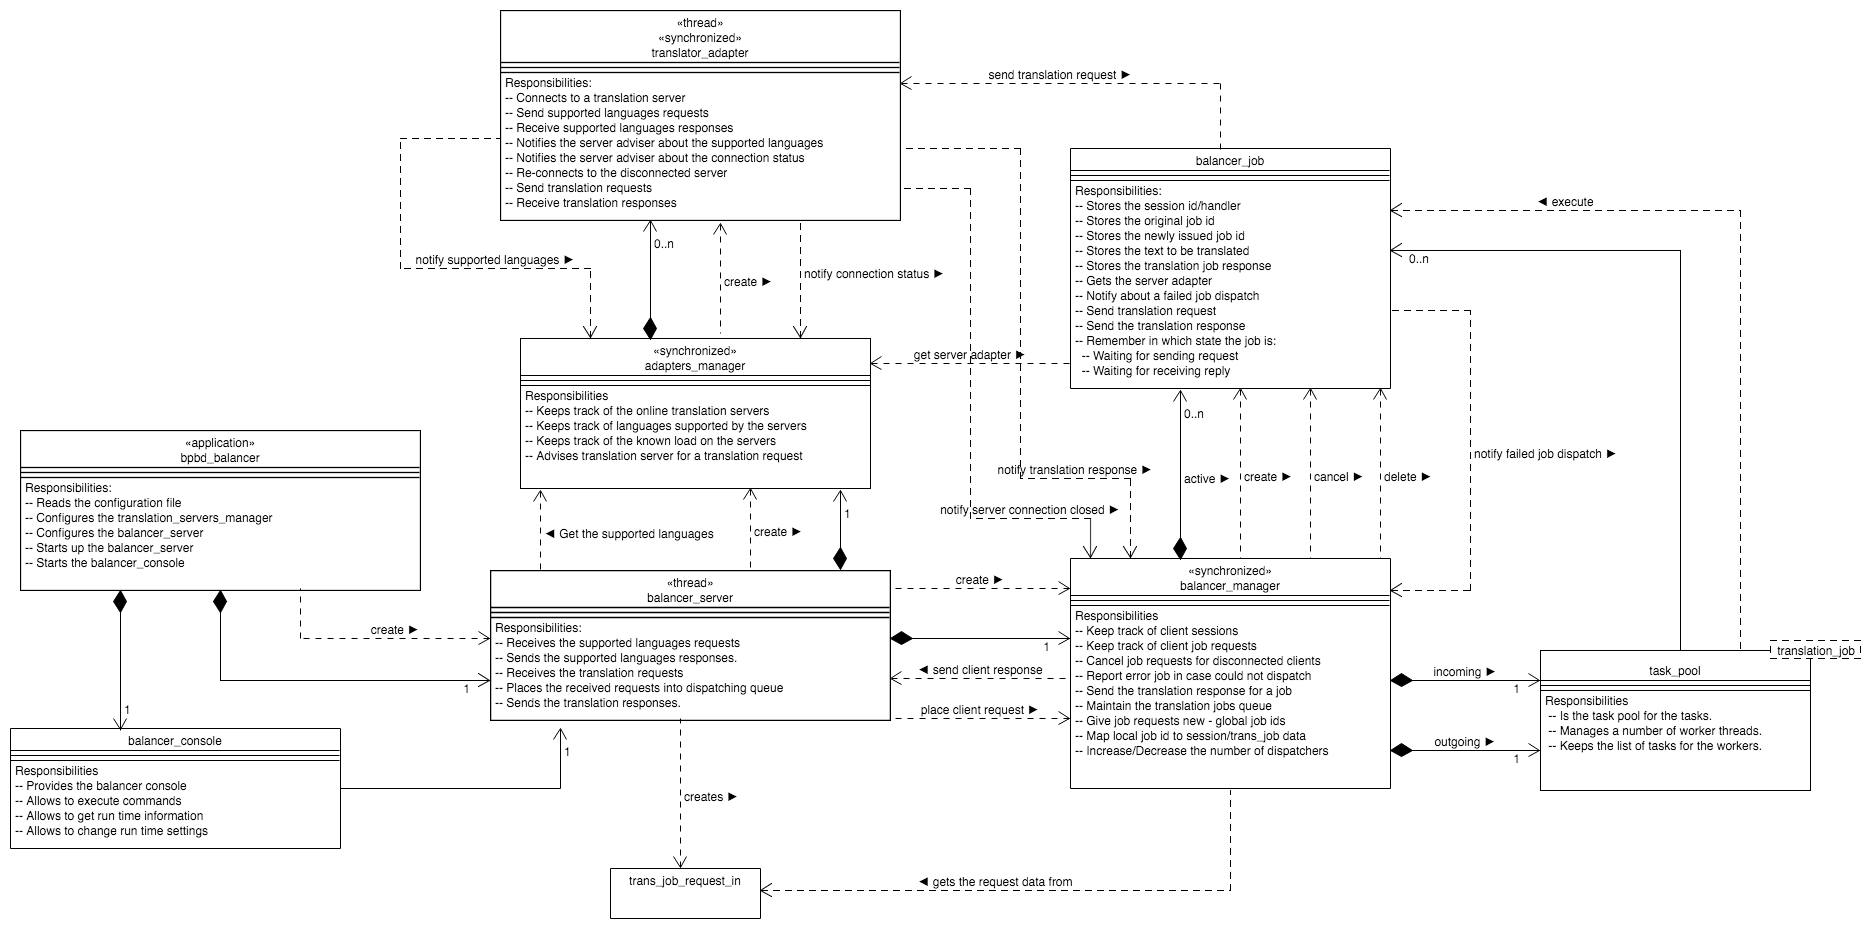 «thread»
«synchronized»
translator_adapter
Responsibilities:
-- Connects to a translation server
-- Send supported languages requests
-- Receive supported languages responses
-- Notifies the server adviser about the supported languages
-- Notifies the server adviser about the connection status
-- Re-connects to the disconnected server
-- Send translation requests
-- Receive translation responses
send translation request ►
balancer_job
Responsibilities:
-- Stores the session id/handler
-- Stores the original job id
-- Stores the newly issued job id
-- Stores the text to be translated
-- Stores the translation job response
-- Gets the server adapter
-- Notify about a failed job dispatch
-- Send translation request
-- Send the translation response
-- Remember in which state the job is:
-- Waiting for sending request
-- Waiting for receiving reply
◄ execute
0..n
0..n
notify supported languages ►
create ►
notify connection status ►
«synchronized»
adapters_manager
Responsibilities
-- Keeps track of the online translation servers
-- Keeps track of languages supported by the servers
-- Keeps track of the known load on the servers
-- Advises translation server for a translation request
get server adapter ►
0..n
notify translation response ►
active ►
create ►
cancel ►
delete ►
notify failed job dispatch ►
notify server connection closed ►
«application»
bpbd_balancer
Responsibilities:
-- Reads the configuration file
-- Configures the translation_servers_manager
-- Configures the balancer_server
-- Starts up the balancer_server
-- Starts the balancer_console
◄ Get the supported languages
create ►
1
«thread»
balancer_server
Responsibilities:
-- Receives the supported languages requests
-- Sends the supported languages responses.
-- Receives the translation requests
-- Places the received requests into dispatching queue
-- Sends the translation responses.
create ►
1
◄ send client response
place client request ►
«synchronized»
balancer_manager
Responsibilities
-- Keep track of client sessions
-- Keep track of client job requests
-- Cancel job requests for disconnected clients
-- Report error job in case could not dispatch
-- Send the translation response for a job
-- Maintain the translation jobs queue
-- Give job requests new - global job ids
-- Map local job id to session/trans_job data
-- Increase/Decrease the number of dispatchers
incoming ►
1
outgoing ►
1
translation_job
task_pool
Responsibilities
-- Is the task pool for the tasks.
-- Manages a number of worker threads.
-- Keeps the list of tasks for the workers.
create ►
1
1
balancer_console
Responsibilities
-- Provides the balancer console
-- Allows to execute commands
-- Allows to get run time information
-- Allows to change run time settings
1
creates ►
trans_job_request_in
◄ gets the request data from